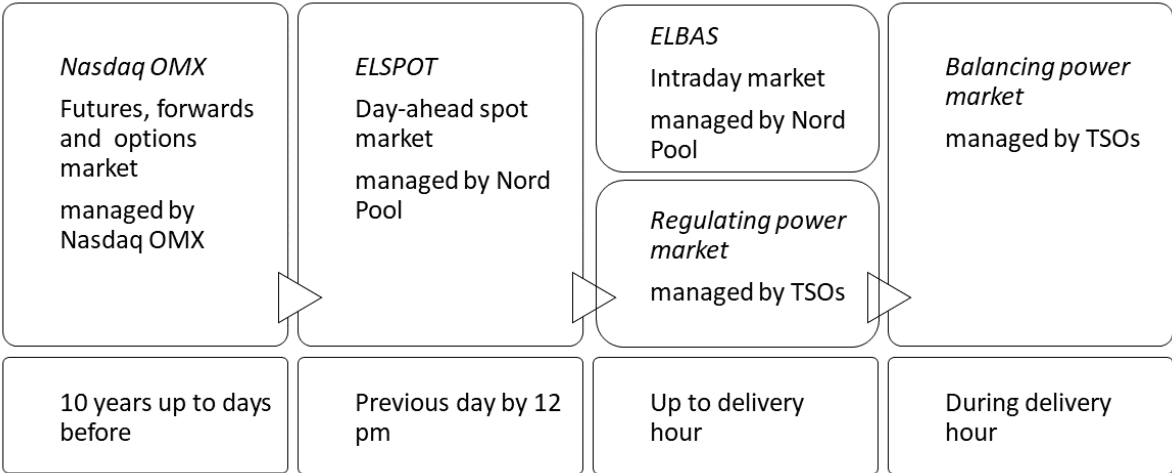 Nasdaq OMX
Futures, forwards
and options
market
managed by
Nasdaq OMX
ELSPOT
Day-ahead spot
market
managed by Nord
Pool
ELBAS
Intraday market
managed by Nord
Pool
Regulating power
market
managed by TSOs
Balancing power
market
managed by TSOs
10 years up to days
before
Previous day by 12
pm
Up to delivery
hour
During delivery
hour